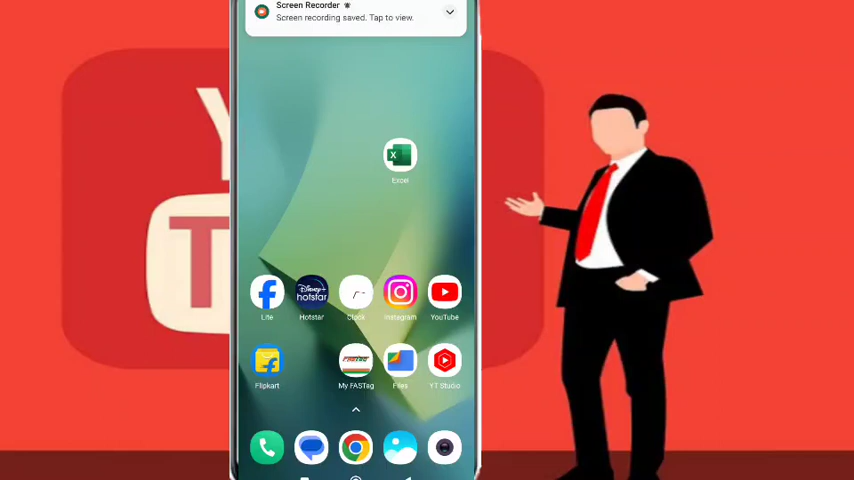 Screen Recorder
Screen recording saved. Tap to view.
Y
T
Excel
Disney+
hotstar
Lite
Hotstar
Clock
Instagram
YouTube
FASTag
Flipkart
My FASTag
Files
YT Studio